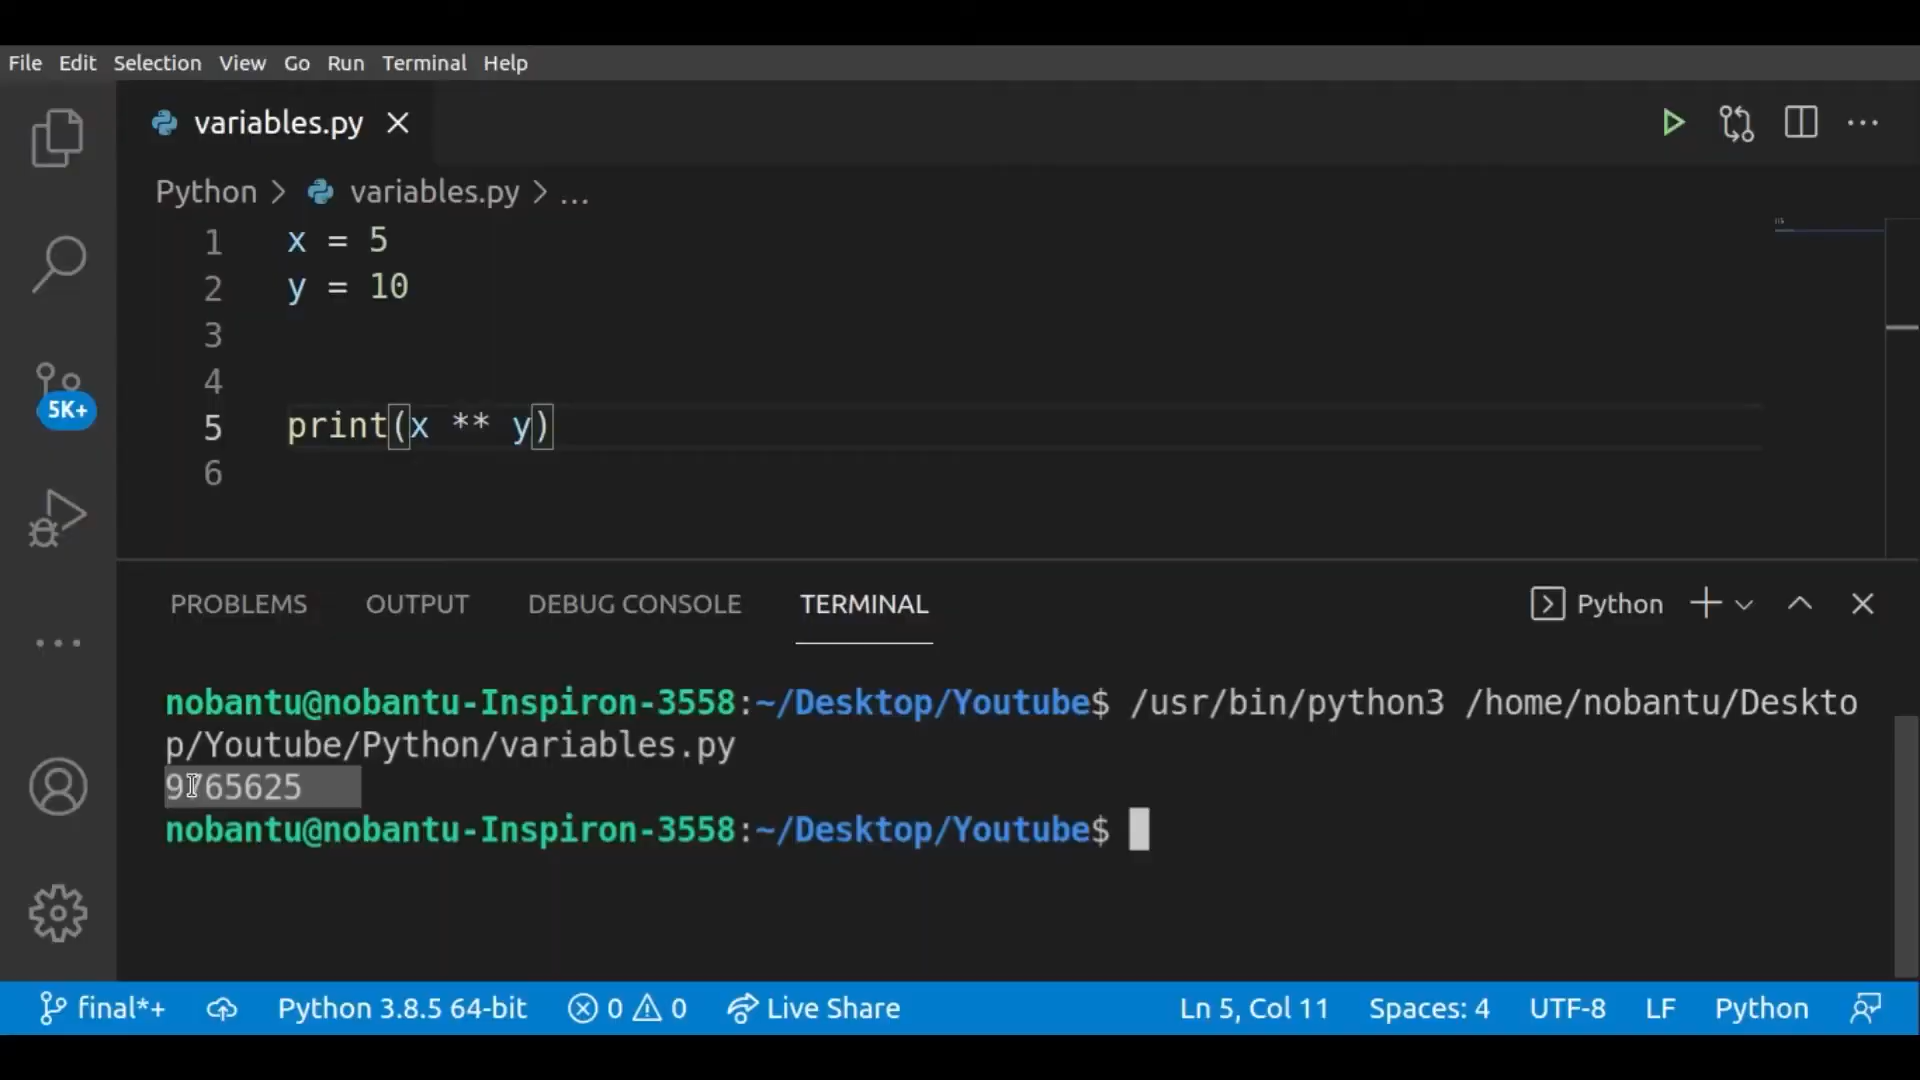 File Edit Selection View Go Run Terminal Help
variables.py
Python > variables.py > ...
1 x = 5
2 y = 10
3
4
5 print(x ** y)
6
5K+
PROBLEMS OUTPUT DEBUG CONSOLE TERMINAL
Python
nobantu@nobantu-Inspiron-3558:~/Desktop/Youtube$ /usr/bin/python3 /home/nobantu/Deskto
p/Youtube/Python/variables.py
9765625
nobantu@nobantu-Inspiron-3558:~/Desktop/Youtube$
final*+ Python 3.8.5 64-bit 0 0 Live Share Ln 5, Col 11 Spaces: 4 UTF-8 LF Python